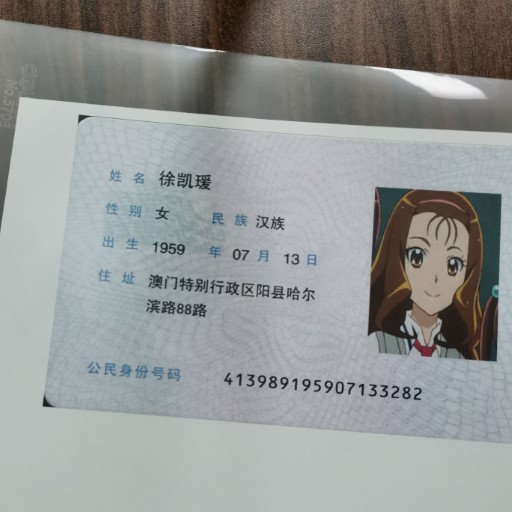 姓名 徐凯瑗
性别 女 民族 汉族
出生 1959 年 07 月 13 日
住址 澳门特别行政区阳县哈尔
滨路88路
公民身份号码 413989195907133282